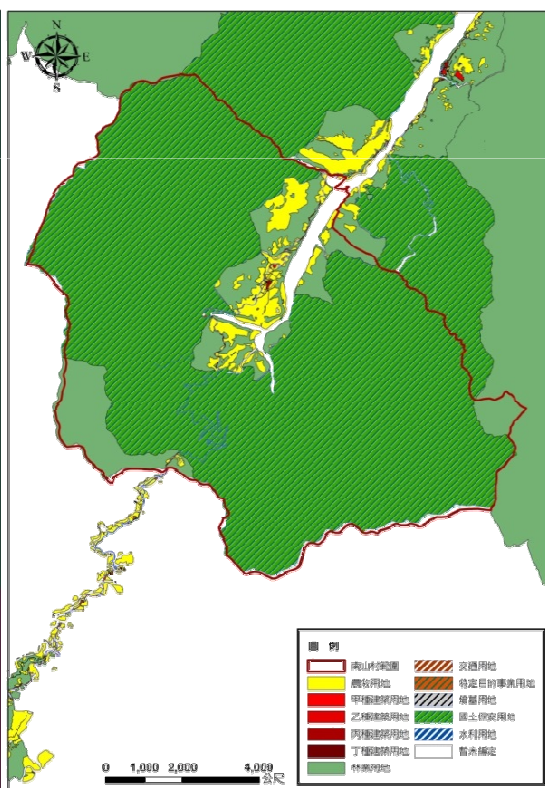 N
W E
S
圖 例
南山村範圍
農牧用地
甲種建築用地
乙種建築用地
丙種建築用地
丁種建築用地
林業用地
交通用地
特定目的事業用地
墳墓用地
國土保安用地
水利用地
暫未編定
0 1,000 2,000 4,000
公尺